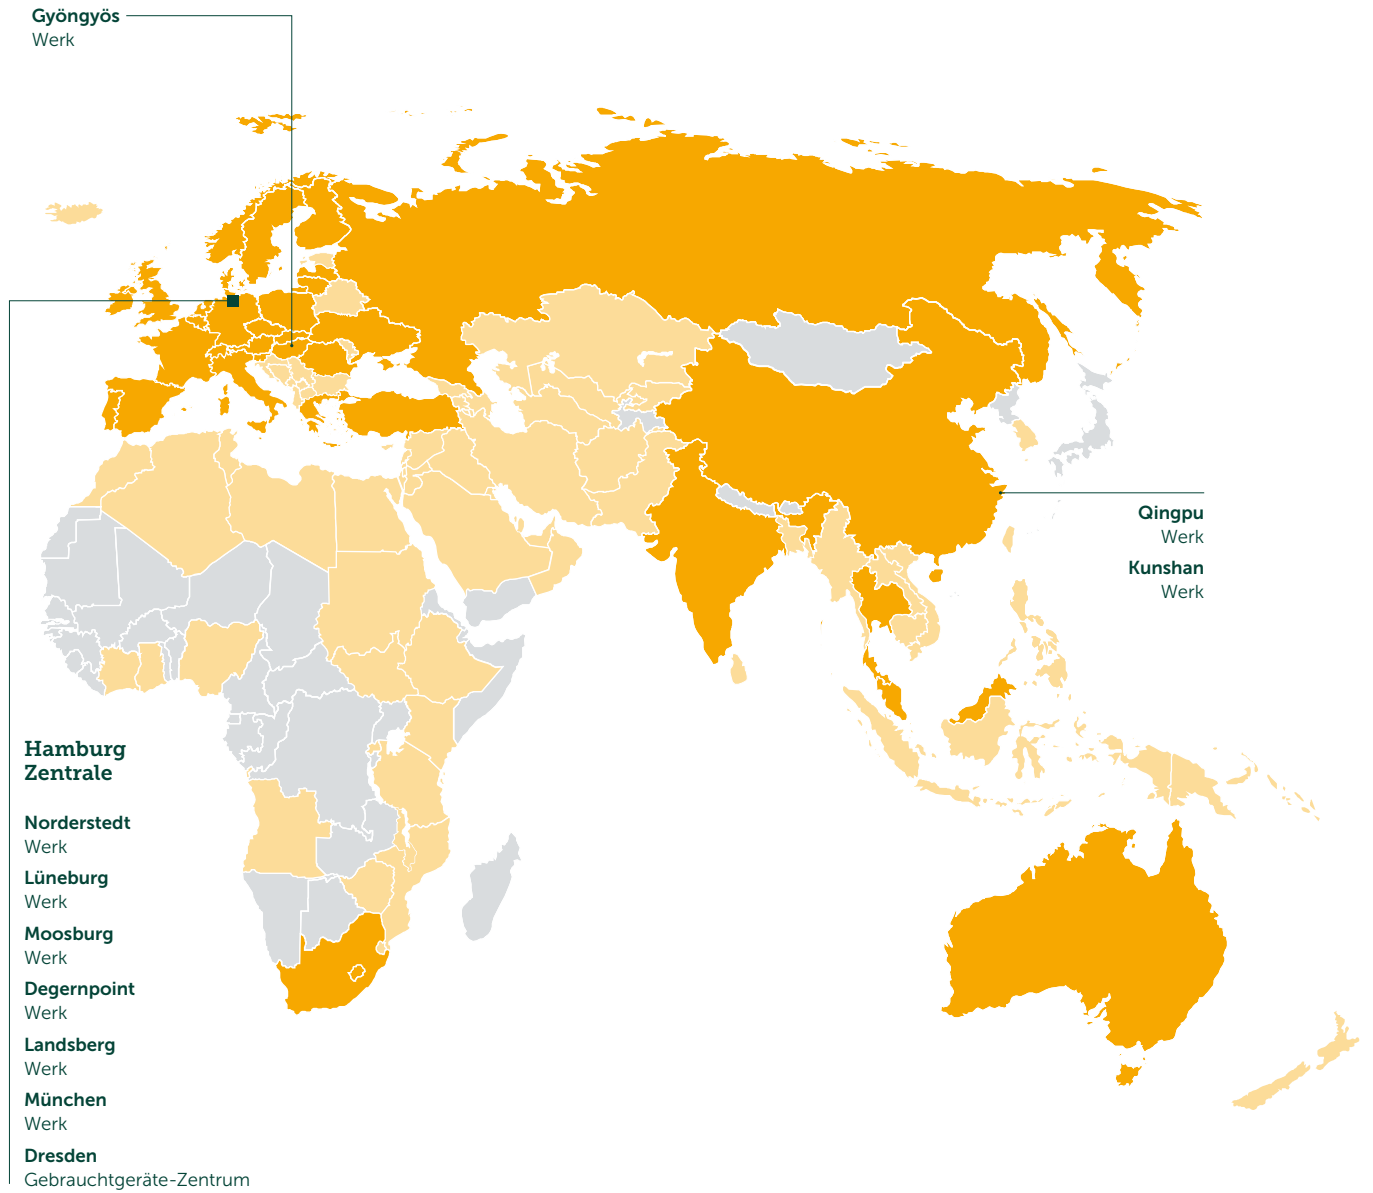 Gyöngyös
Werk
Qingpu
Werk
Kunshan
Werk
Hamburg
Zentrale
Norderstedt
Werk
Lüneburg
Werk
Moosburg
Werk
Degernpoint
Werk
Landsberg
Werk
München
Werk
Dresden
Gebrauchtgeräte-Zentrum